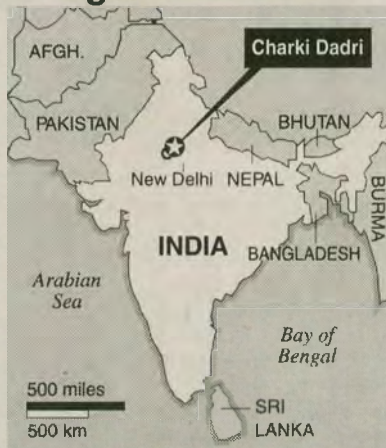 Charki Dadri
AFGH.
PAKISTAN
BHUTAN
New Delhi
NEPAL
BURMA
INDIA
BANGLADESH
Arabian
Sea
Bay of
Bengal
500 miles
500 km
SRI
LANKA